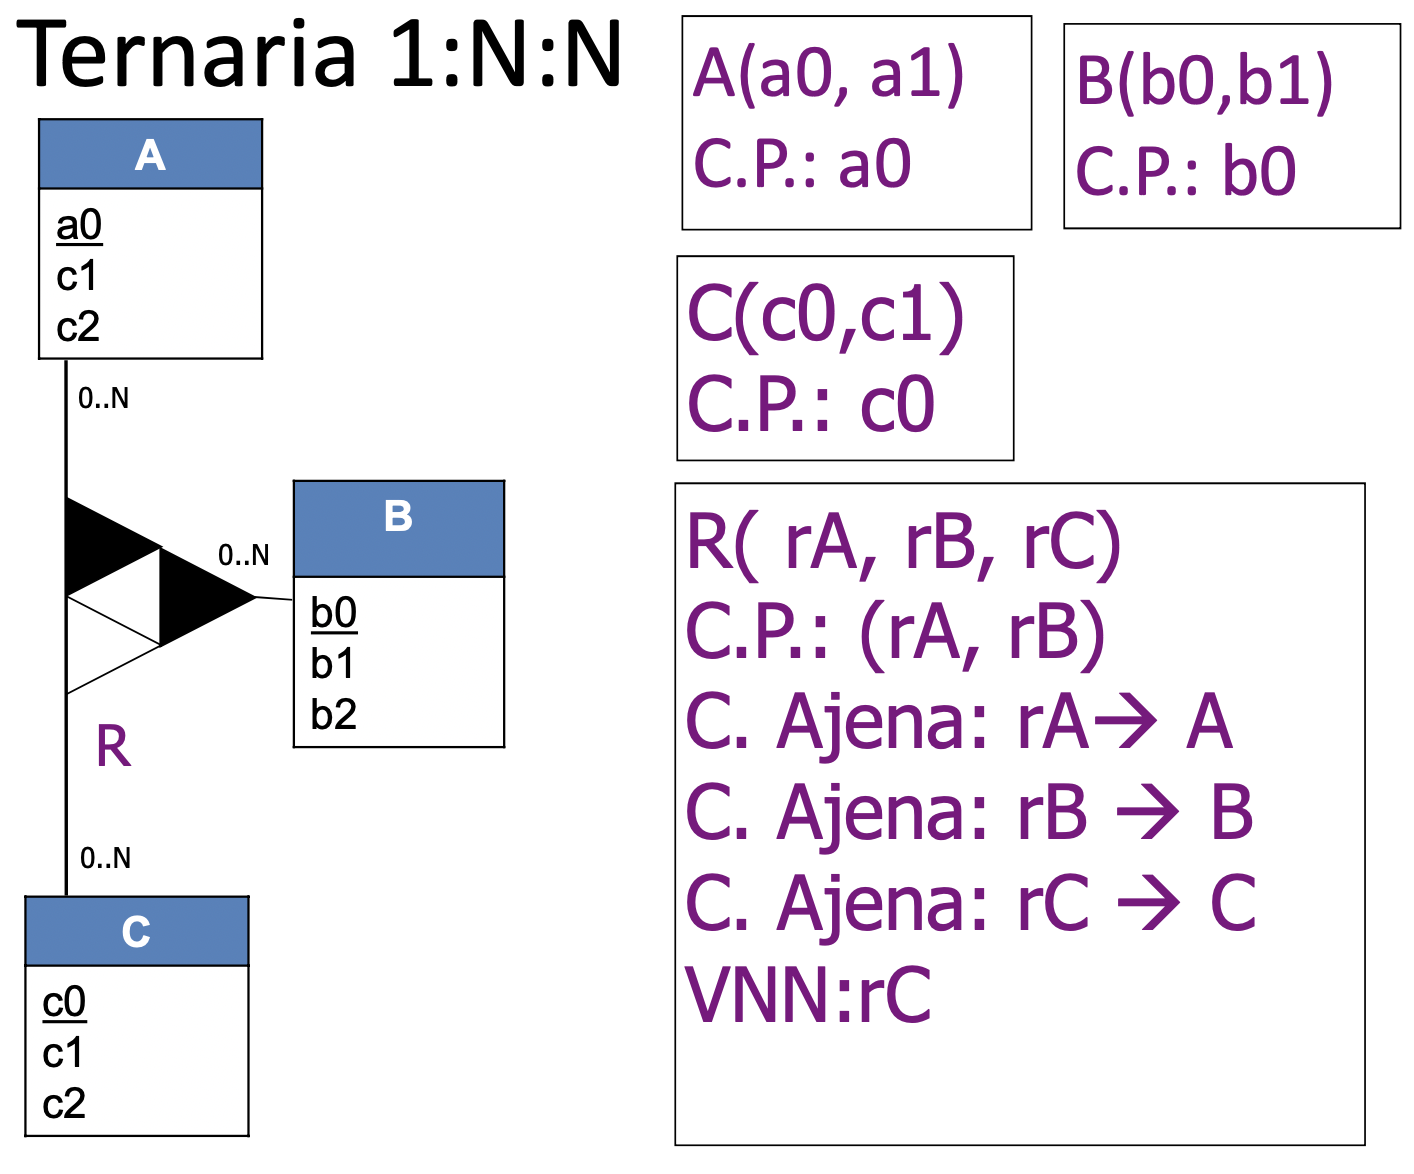 Ternaria 1:N:N
A(a0, a1)
C.P.: a0
B(b0,b1)
C.P.: b0
A
a0
c1
c2
C(c0,c1)
C.P.: c0
0..N
B
0..N
b0
b1
b2
R
0..N
C
c0
c1
c2
R( rA, rB, rC)
C.P.: (rA, rB)
C. Ajena: rA→ A
C. Ajena: rB → B
C. Ajena: rC → C
VNN:rC